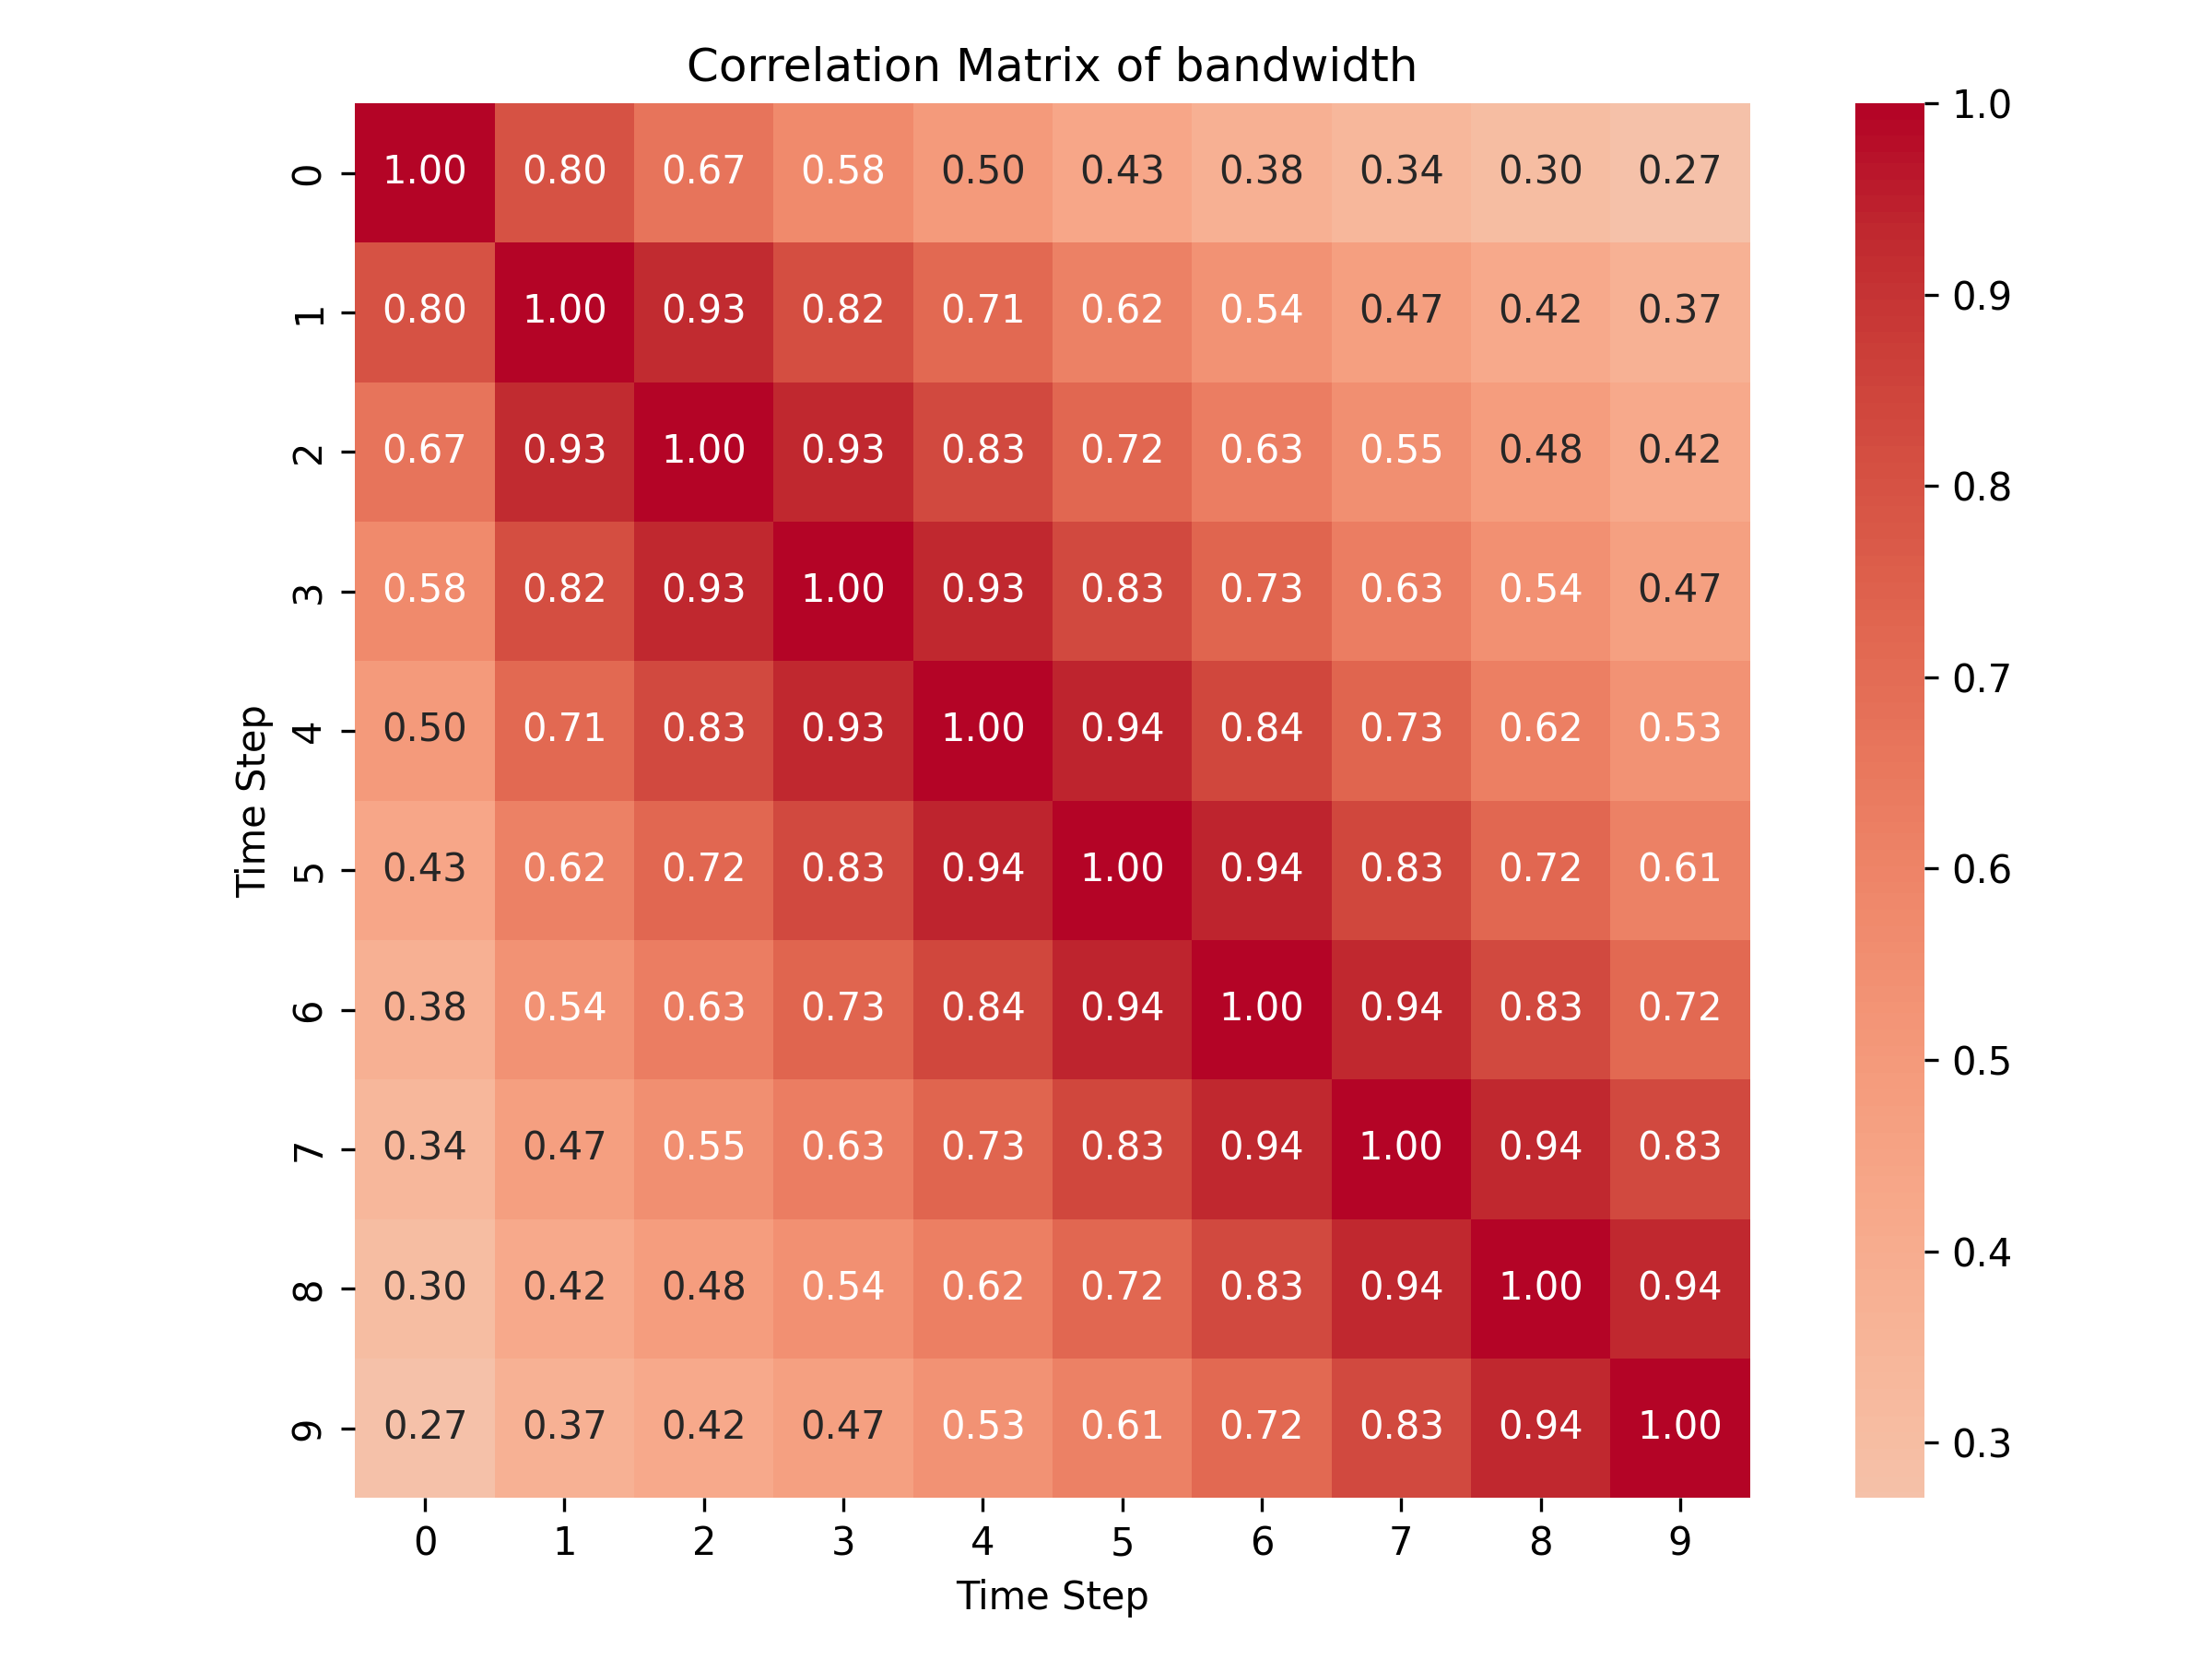 Correlation Matrix of bandwidth
0 1.00 0.80 0.67 0.58 0.50 0.43 0.38 0.34 0.30 0.27
1 0.80 1.00 0.93 0.82 0.71 0.62 0.54 0.47 0.42 0.37
2 0.67 0.93 1.00 0.93 0.83 0.72 0.63 0.55 0.48 0.42
3 0.58 0.82 0.93 1.00 0.93 0.83 0.73 0.63 0.54 0.47
4 0.50 0.71 0.83 0.93 1.00 0.94 0.84 0.73 0.62 0.53
5 0.43 0.62 0.72 0.83 0.94 1.00 0.94 0.83 0.72 0.61
6 0.38 0.54 0.63 0.73 0.84 0.94 1.00 0.94 0.83 0.72
7 0.34 0.47 0.55 0.63 0.73 0.83 0.94 1.00 0.94 0.83
8 0.30 0.42 0.48 0.54 0.62 0.72 0.83 0.94 1.00 0.94
9 0.27 0.37 0.42 0.47 0.53 0.61 0.72 0.83 0.94 1.00
0 1 2 3 4 5 6 7 8 9
Time Step
Time Step
1.0
0.9
0.8
0.7
0.6
0.5
0.4
0.3